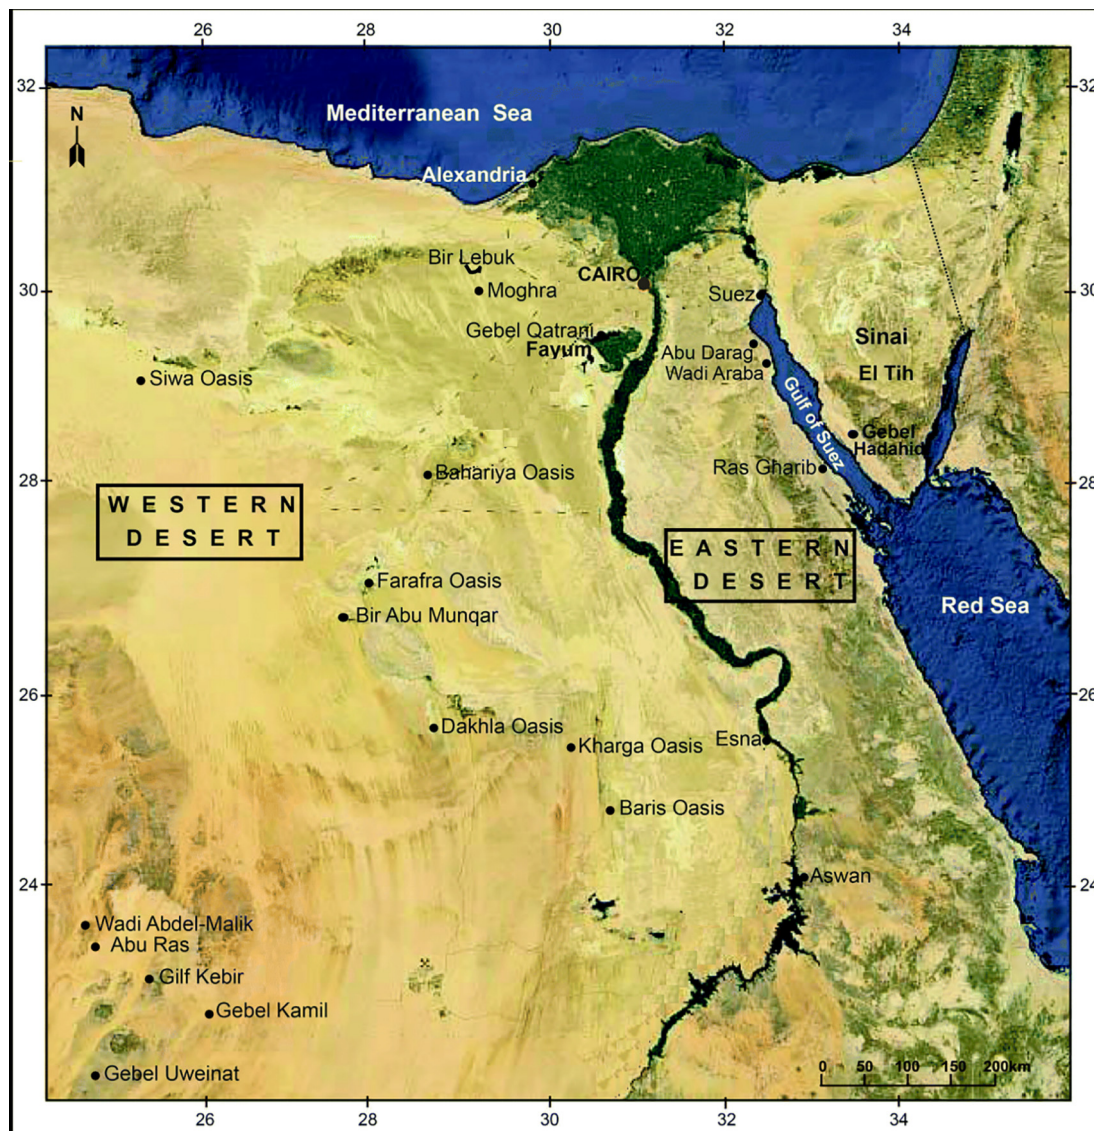 26 28 30 32 34
32 32
N
Mediterranean Sea
Alexandria
Bir Lebuk
CAIRO
Moghra
30 30
Suez
Gebel Qatrani
Fayum
Sinai
Abu Darag
Wadi Araba
El Tih
Siwa Oasis
Gulf of Suez
Gebel
Hadahid
Bahariya Oasis
Ras Gharib
28 28
WESTERN
DESERT
EASTERN
DESERT
Farafra Oasis
Bir Abu Munqar
Red Sea
26 26
Dakhla Oasis
Kharga Oasis
Esna
Baris Oasis
24 24
Aswan
Wadi Abdel-Malik
Abu Ras
Gilf Kebir
Gebel Kamil
Gebel Uweinat
0 50 100 200km
26 28 30 32 34